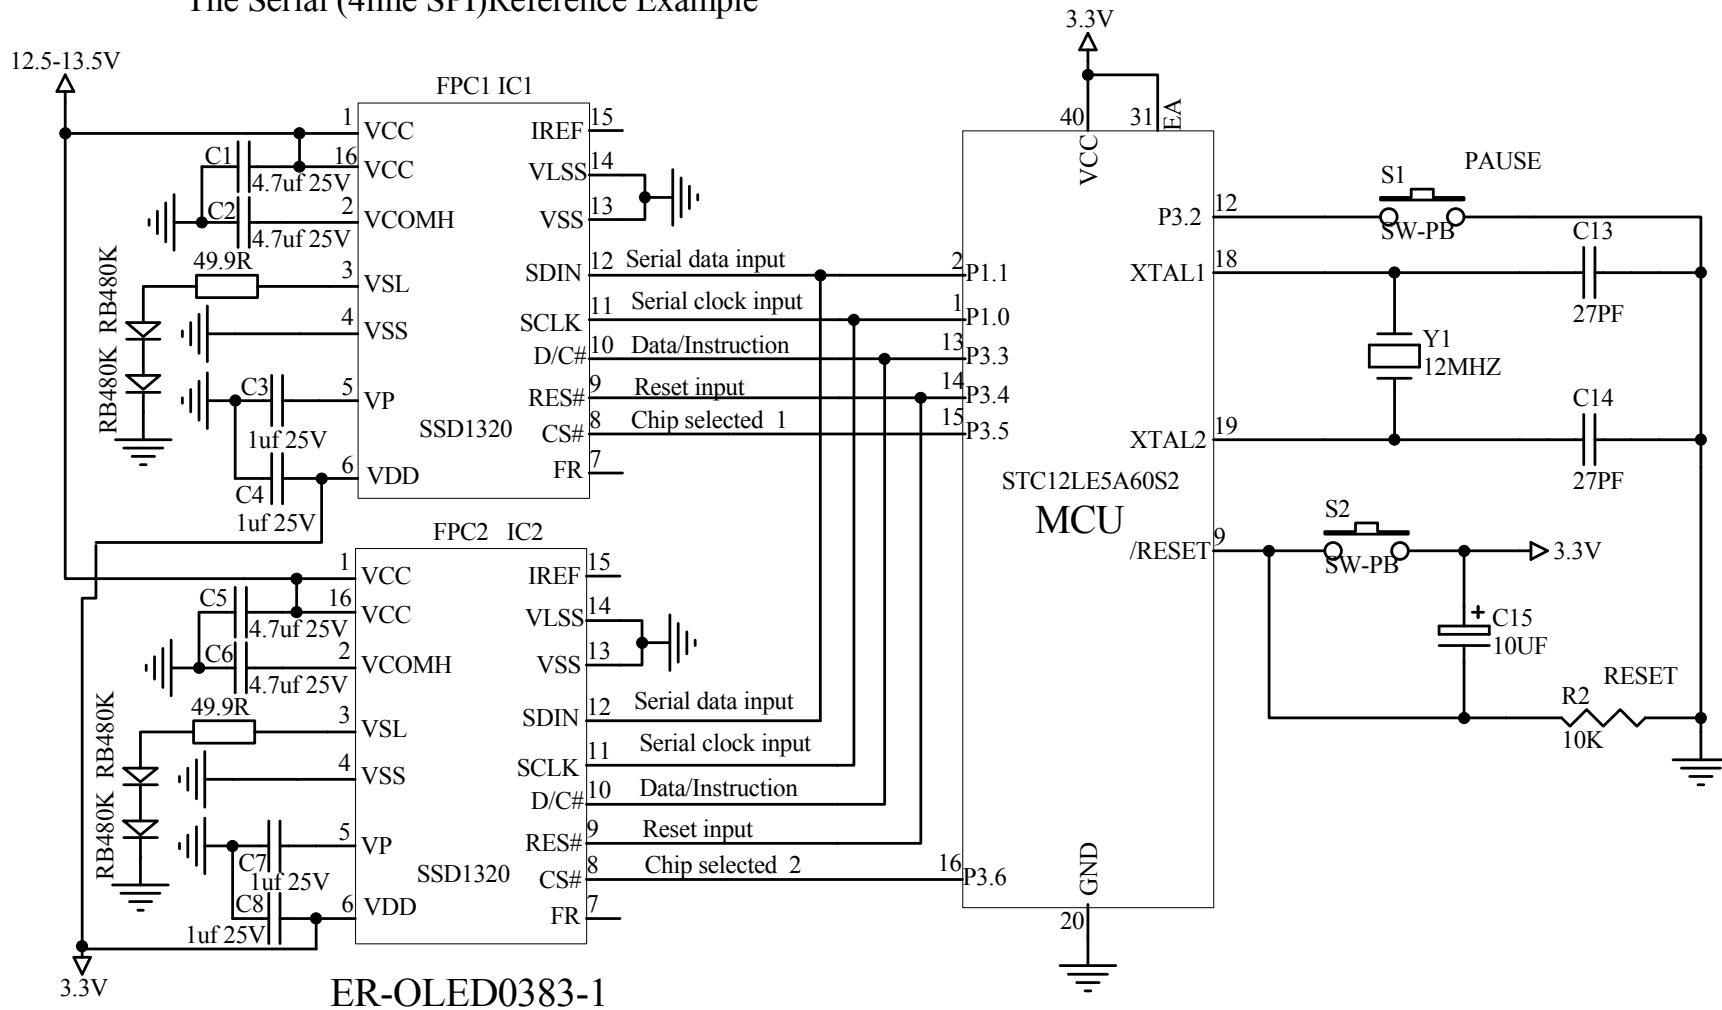 The Serial (4line SPI)Reference Example
12.5-13.5V
FPC1 IC1
1
VCC
16
VCC
C1
4.7uf 25V
2
VCOMH
C2
4.7uf 25V
49.9R
3
VSL
RB480K RB480K
4
VSS
C3
5
VP
1uf 25V
6
VDD
C4
1uf 25V
SSD1320
IREF
15
VLSS
14
VSS
13
SDIN
12
Serial data input
SCLK
11
Serial clock input
D/C#
10
Data/Instruction
RES#
9
Reset input
CS#
8
Chip selected 1
FR
7
FPC2 IC2
1
VCC
16
VCC
C5
4.7uf 25V
2
VCOMH
C6
4.7uf 25V
49.9R
3
VSL
RB480K RB480K
4
VSS
5
VP
C7
1uf 25V
6
VDD
C8
1uf 25V
SSD1320
3.3V
IREF
15
VLSS
14
VSS
13
SDIN
12
Serial data input
SCLK
11
Serial clock input
D/C#
10
Data/Instruction
RES#
9
Reset input
CS#
8
Chip selected 2
FR
7
ER-OLED0383-1
3.3V
40
VCC
31
EA
2
P1.1
1
P1.0
13
P3.3
14
P3.4
15
P3.5
16
P3.6
STC12LE5A60S2
MCU
P3.2
12
XTAL1
18
XTAL2
19
/RESET
9
GND
20
S1
PAUSE
SW-PB
C13
27PF
Y1
12MHZ
C14
27PF
S2
SW-PB
3.3V
C15
+
10UF
RESET
R2
10K